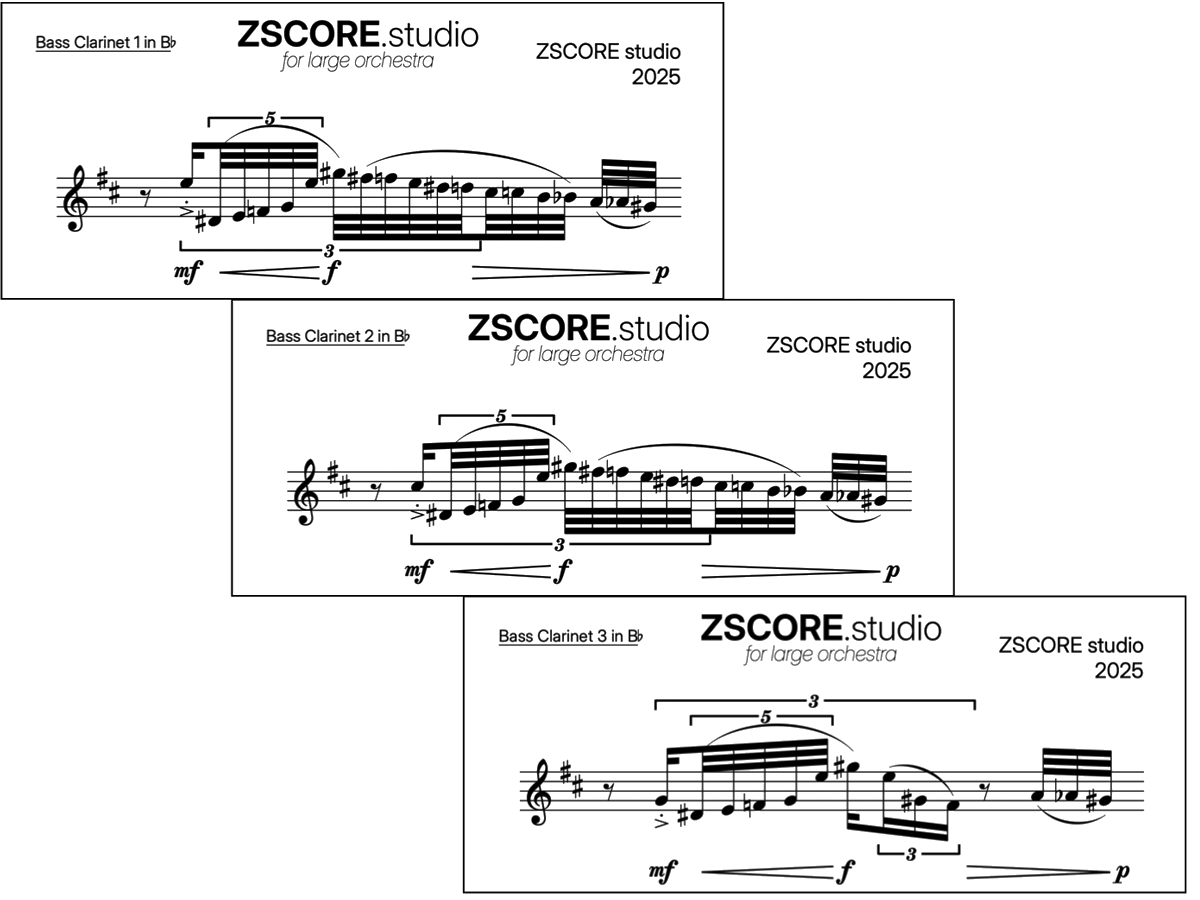 Bass Clarinet 1 in B♭
ZSCORE.studio
for large orchestra
ZSCORE studio
2025
5
3
mf f p
Bass Clarinet 2 in B♭
ZSCORE.studio
for large orchestra
ZSCORE studio
2025
5
3
mf f p
Bass Clarinet 3 in B♭
ZSCORE.studio
for large orchestra
ZSCORE studio
2025
3
5
3
mf f p